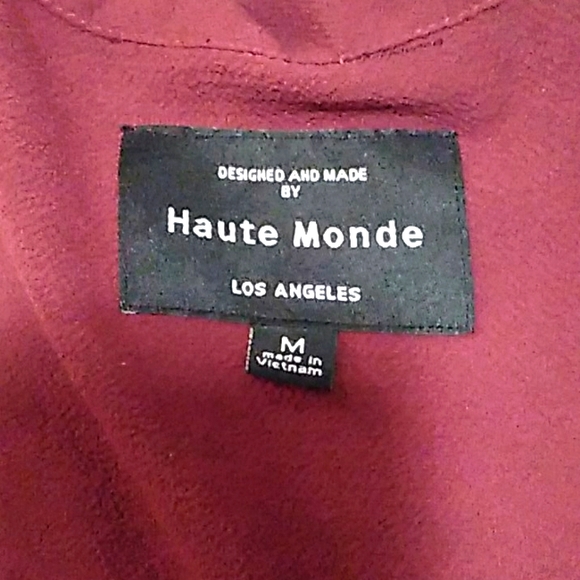 DESIGNED AND MADE
BY
Haute Monde
LOS ANGELES
M
made in
Vietnam